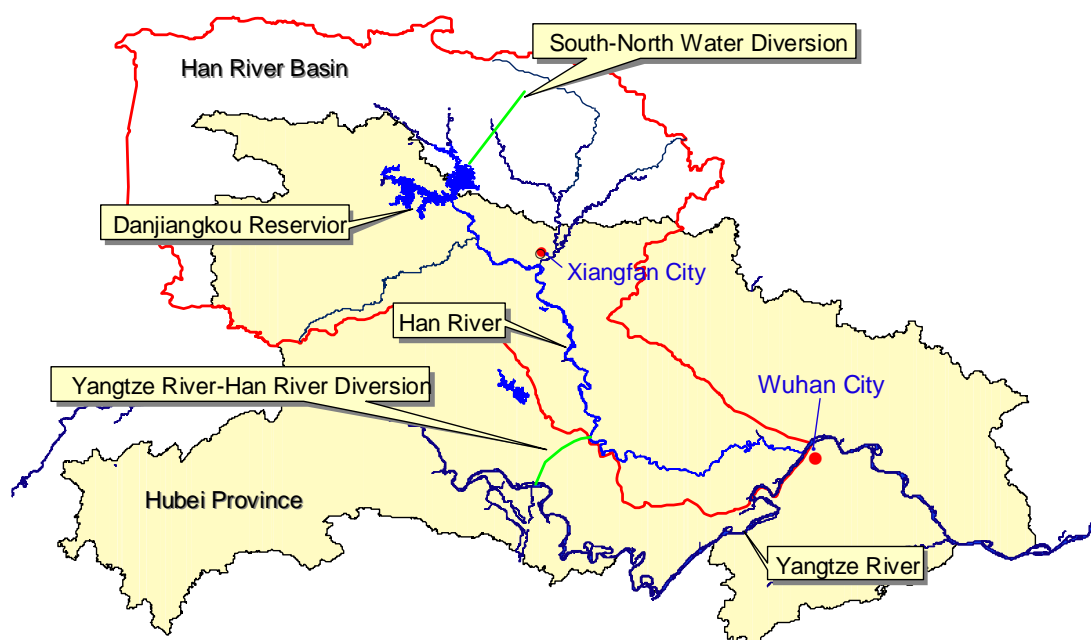 South-North Water Diversion
Han River Basin
Danjiangkou Reservior
Xiangfan City
Han River
Yangtze River-Han River Diversion
Wuhan City
Hubei Province
Yangtze River